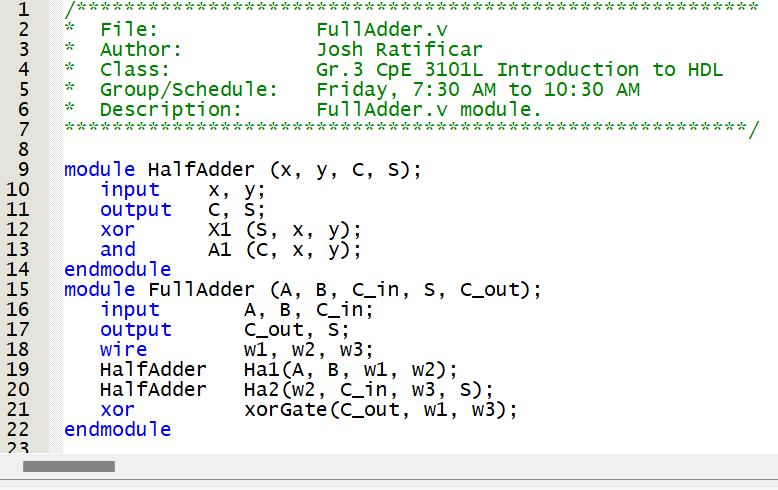 1 /*********************************************************
2 *  File:             FullAdder.v
3 *  Author:           Josh Ratificar
4 *  Class:            Gr.3 CpE 3101L Introduction to HDL
5 *  Group/Schedule:   Friday, 7:30 AM to 10:30 AM
6 *  Description:      FullAdder.v module.
7 *********************************************************/
8
9 module HalfAdder (x, y, C, S);
10    input    x, y;
11    output   C, S;
12    xor      X1 (S, x, y);
13    and      A1 (C, x, y);
14 endmodule
15 module FullAdder (A, B, C_in, S, C_out);
16    input       A, B, C_in;
17    output      C_out, S;
18    wire        w1, w2, w3;
19    HalfAdder   Ha1(A, B, w1, w2);
20    HalfAdder   Ha2(w2, C_in, w3, S);
21    xor         xorGate(C_out, w1, w3);
22 endmodule
23